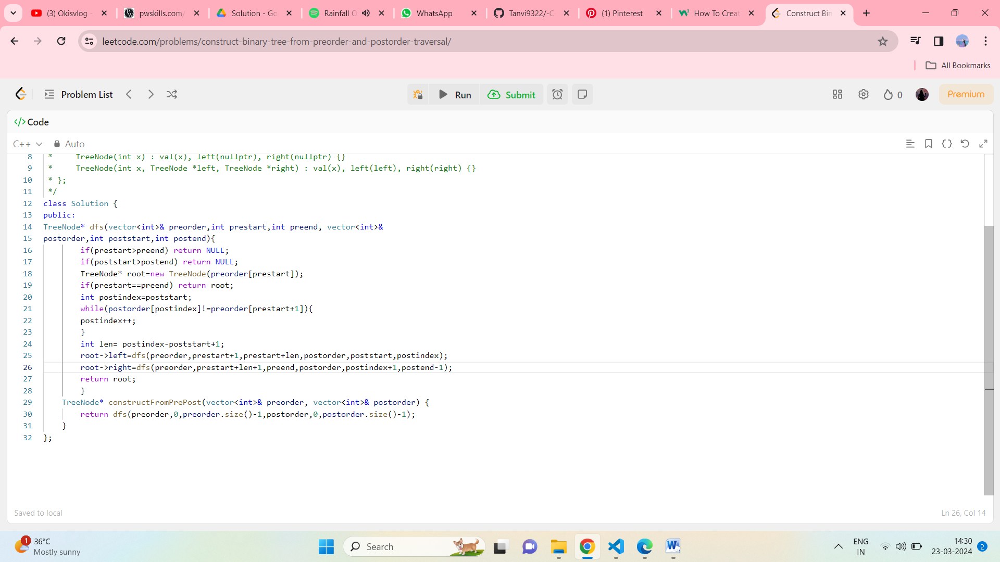 (3) Okisvlog -
pwskills.com/
Solution - Go
Rainfall
WhatsApp
Tanvi9322/-C
(1) Pinterest
How To Creat
Construct Bin
leetcode.com/problems/construct-binary-tree-from-preorder-and-postorder-traversal/
All Bookmarks
Problem List
Run
Submit
0
Premium
</> Code
C++
Auto
8 * TreeNode(int x) : val(x), left(nullptr), right(nullptr) {}
9 * TreeNode(int x, TreeNode *left, TreeNode *right) : val(x), left(left), right(right) {}
10 * };
11 */
12 class Solution {
13 public:
14 TreeNode* dfs(vector<int>& preorder,int prestart,int preend, vector<int>&
15 postorder,int poststart,int postend){
16 if(prestart>preend) return NULL;
17 if(poststart>postend) return NULL;
18 TreeNode* root=new TreeNode(preorder[prestart]);
19 if(prestart==preend) return root;
20 int postindex=poststart;
21 while(postorder[postindex]!=preorder[prestart+1]){
22 postindex++;
23 }
24 int len= postindex-poststart+1;
25 root->left=dfs(preorder,prestart+1,prestart+len,postorder,poststart,postindex);
26 root->right=dfs(preorder,prestart+len+1,preend,postorder,postindex+1,postend-1);
27 return root;
28 }
29 TreeNode* constructFromPrePost(vector<int>& preorder, vector<int>& postorder) {
30 return dfs(preorder,0,preorder.size()-1,postorder,0,postorder.size()-1);
31 }
32 };
Saved to local
Ln 26, Col 14
1
36°C
Mostly sunny
Search
ENG
IN
14:30
23-03-2024
2